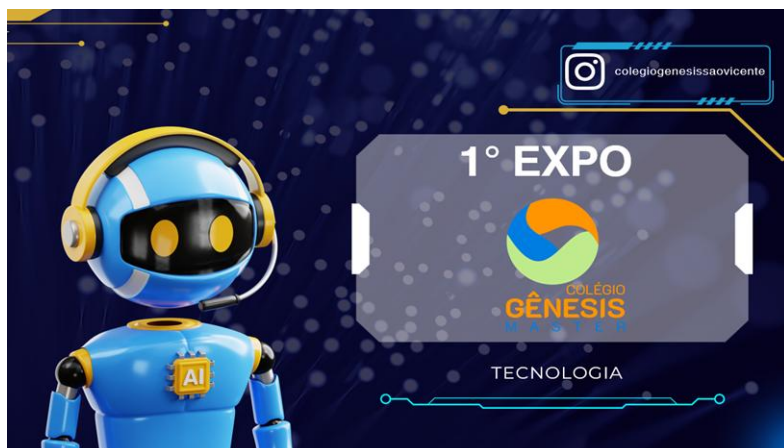 colegiogenesissaovicente
1° EXPO
COLÉGIO
GÊNESIS
MASTER
TECNOLOGIA
AI